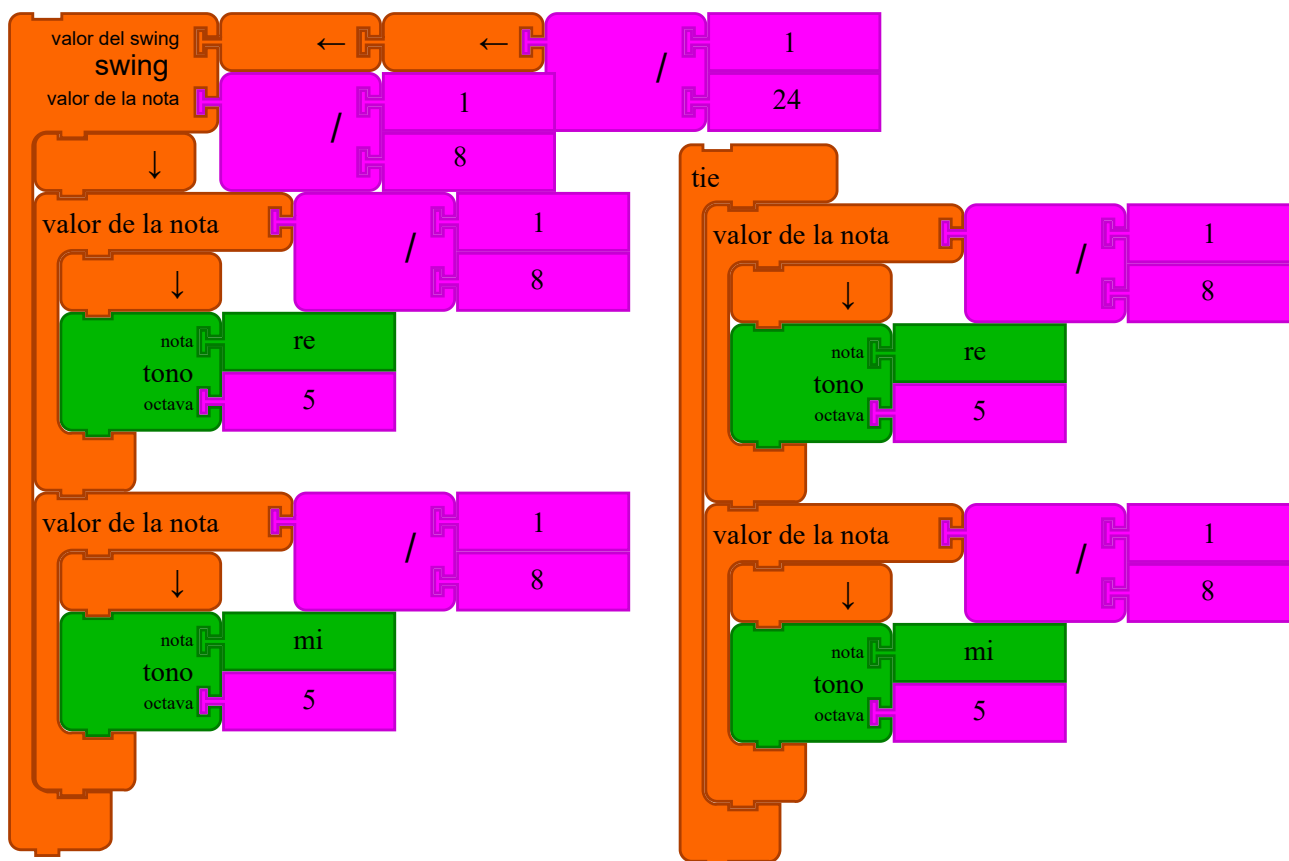 valor del swing
← ←
/
1
24
swing
valor de la nota
/
1
8
↓
valor de la nota
/
1
8
↓
nota
re
tono
octava
5
valor de la nota
/
1
8
↓
nota
mi
tono
octava
5
tie
valor de la nota
/
1
8
↓
nota
re
tono
octava
5
valor de la nota
/
1
8
↓
nota
mi
tono
octava
5